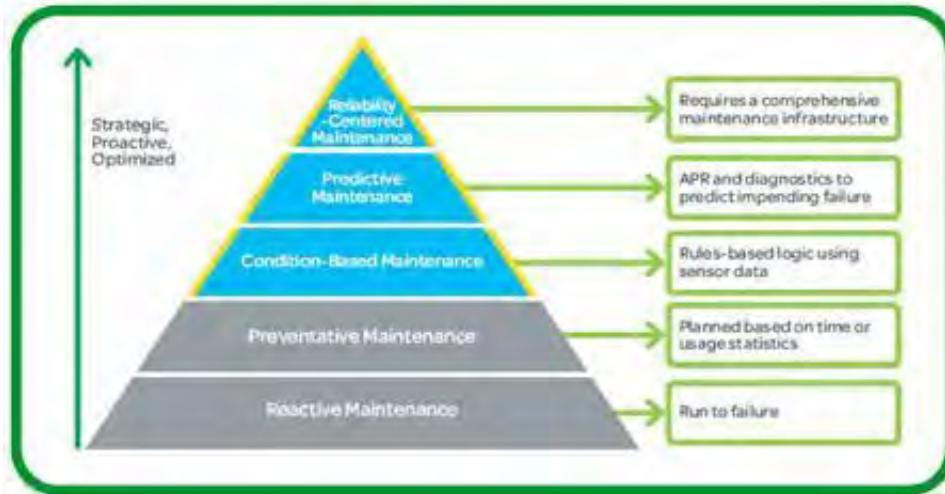 Strategic,
Proactive,
Optimized
Reliability
-Centered
Maintenance
Requires a comprehensive
maintenance infrastructure
Predictive
Maintenance
APR and diagnostics to
predict impending failure
Condition-Based Maintenance
Rules-based logic using
sensor data
Preventative Maintenance
Planned based on time or
usage statistics
Reactive Maintenance
Run to failure